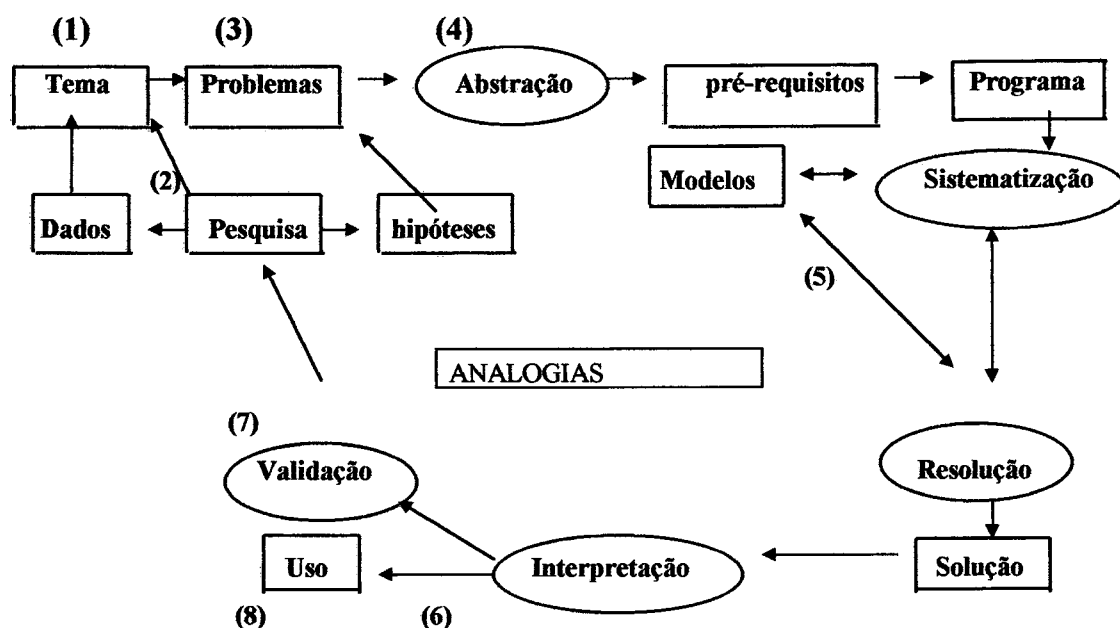 (1) (3) (4)
Tema Problemas Abstração pré-requisitos Programa
(2) Modelos Sistematização
Dados Pesquisa hipóteses
(5)
ANALOGIAS
(7)
Validação Resolução
Uso Interpretação Solução
(8) (6)